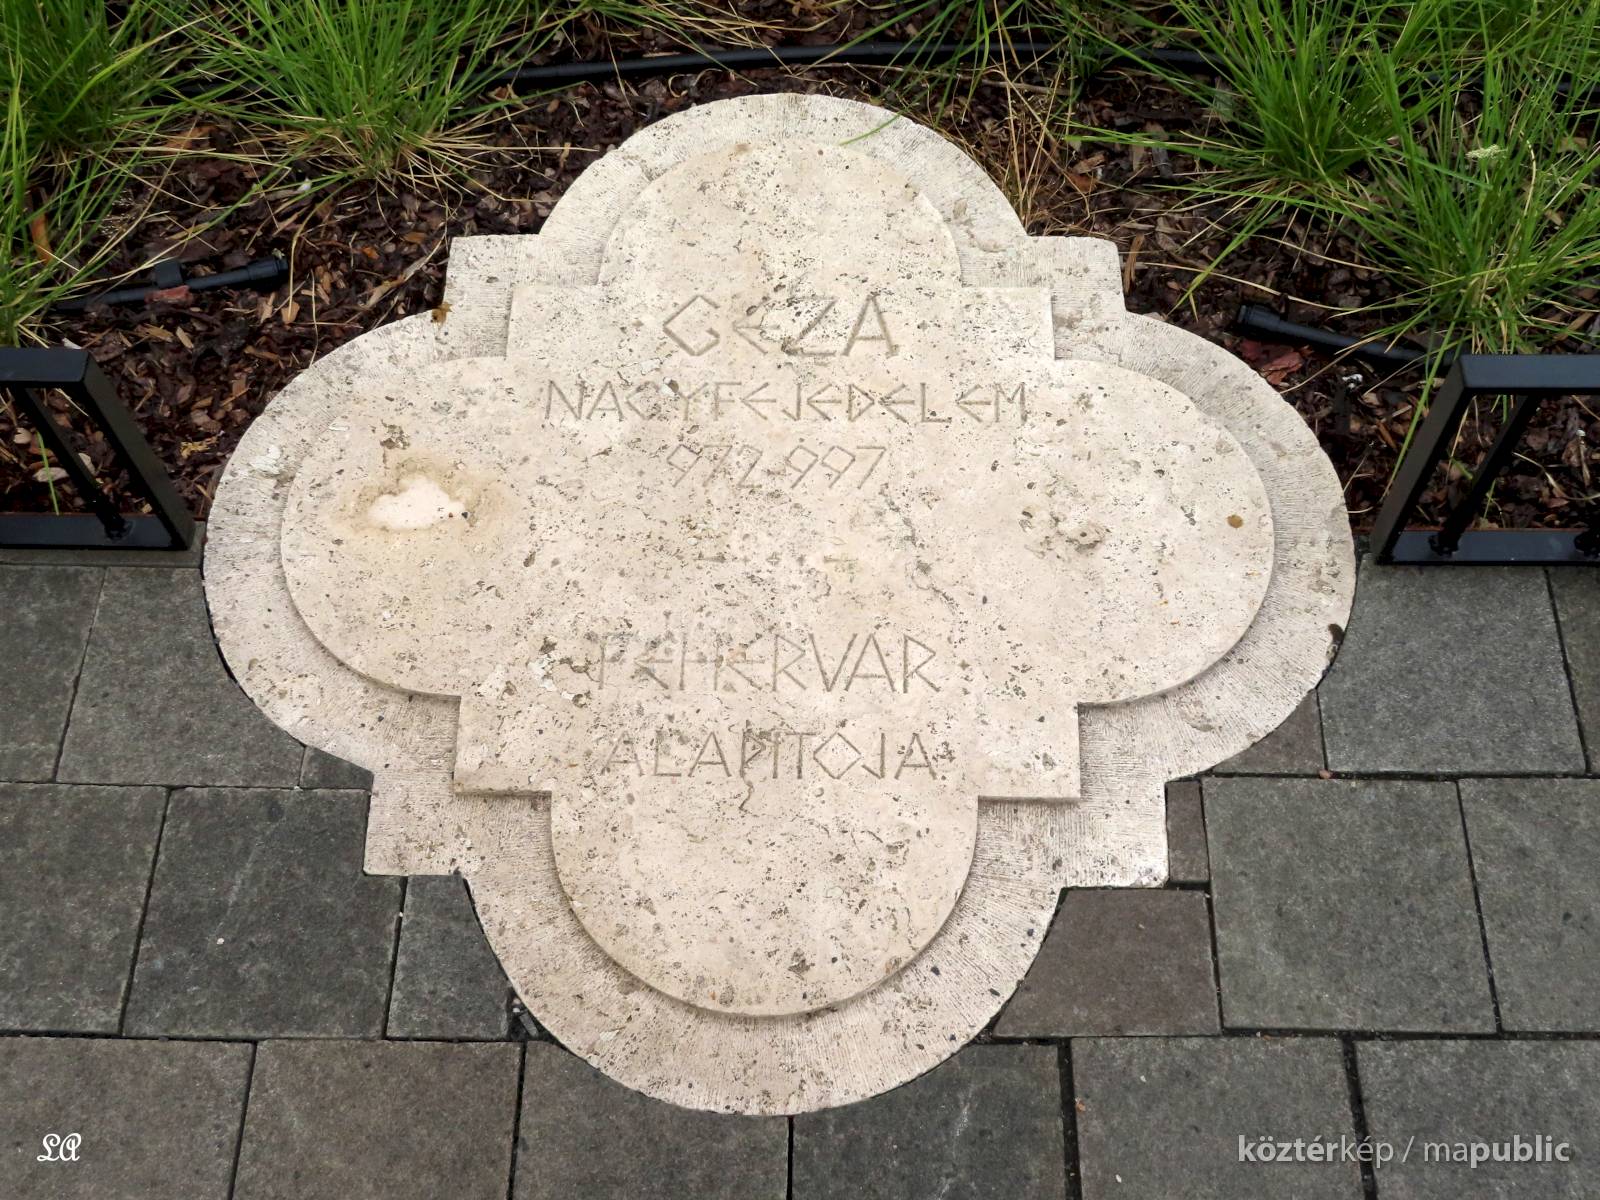 GÉZA
NAGYFEJEDELEM
972-997
FEHÉRVÁR
ALAPÍTÓJA
LA
köztérkép / mapublic